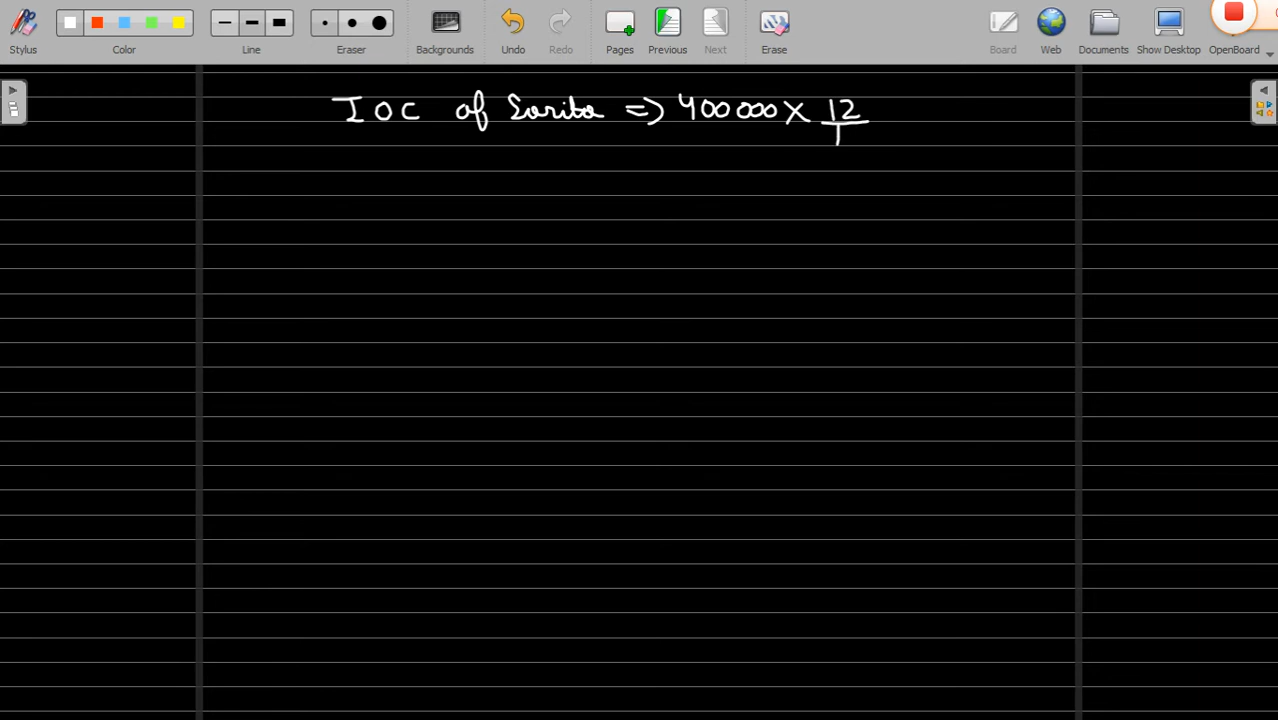 Stylus Color Line Eraser Backgrounds Undo Redo Pages Previous Next Erase Board Web Documents Show Desktop OpenBoard
IOC of Sarita => 400000 X 12/1